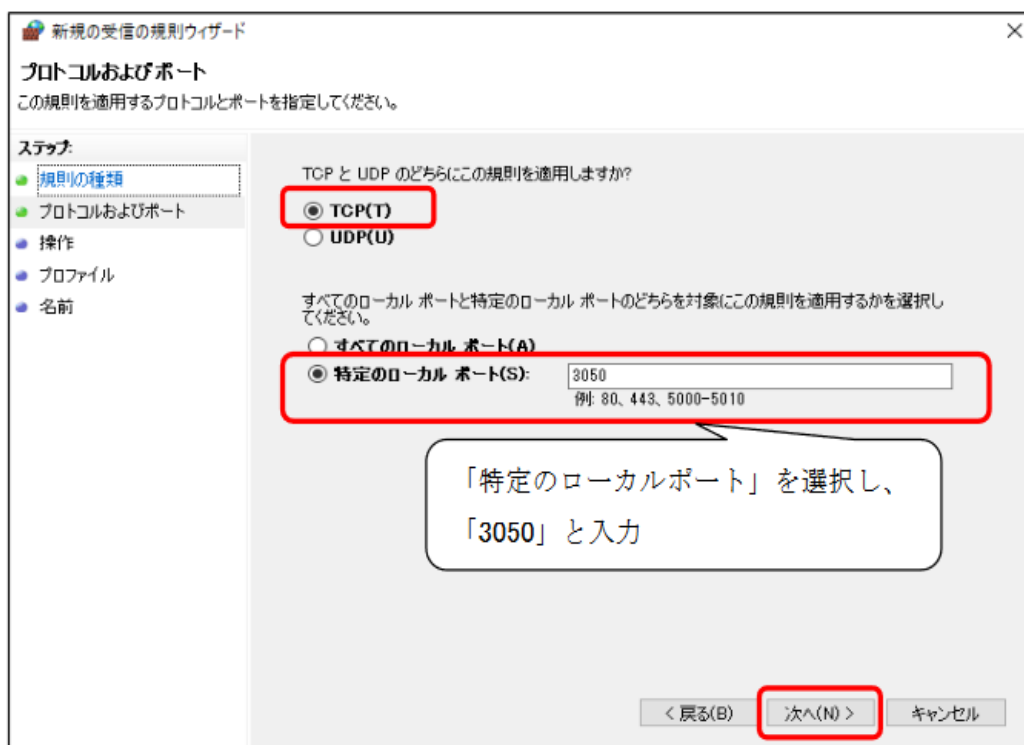 新規の受信の規則ウィザード
プロトコルおよびポート
この規則を適用するプロトコルとポートを指定してください。
ステップ:
規則の種類
プロトコルおよびポート
操作
プロファイル
名前
TCP と UDP のどちらにこの規則を適用しますか?
TCP(T)
UDP(U)
すべてのローカル ポートと特定のローカル ポートのどちらを対象にこの規則を適用するかを選択し
てください。
すべてのローカル ポート(A)
特定のローカル ポート(S):
3050
例: 80、443、5000-5010
「特定のローカルポート」を選択し、
「3050」と入力
< 戻る(B)
次へ(N) >
キャンセル